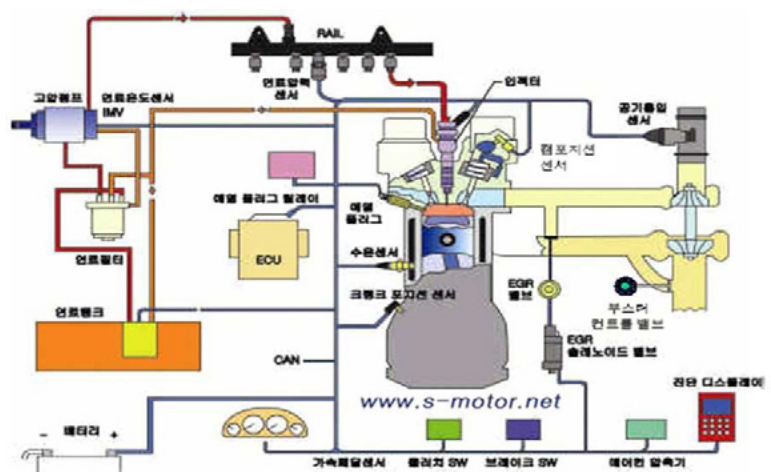 RAIL
연료압력
센서
고압펌프
연료온도센서
IMV
인젝터
공기흡입
센서
캠포지션
센서
예열 플러그 릴레이
예열
플러그
연료필터
ECU
수온센서
크랭크 포지션 센서
EGR
밸브
부스터
컨트롤 밸브
연료탱크
EGR
솔레노이드 밸브
CAN
진단 디스플레이
www.s-motor.net
- 배터리 +
가속페달센서
클러치 SW
브레이크 SW
에어컨 압축기